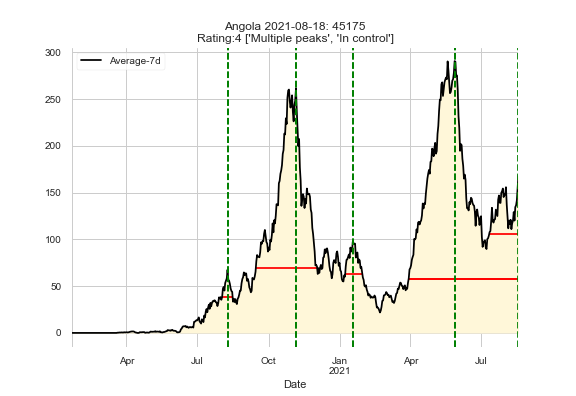 Angola 2021-08-18: 45175
Rating:4 ['Multiple peaks', 'In control']
Average-7d
300
250
200
150
100
50
0
Apr
Jul
Oct
Jan
2021
Apr
Jul
Date